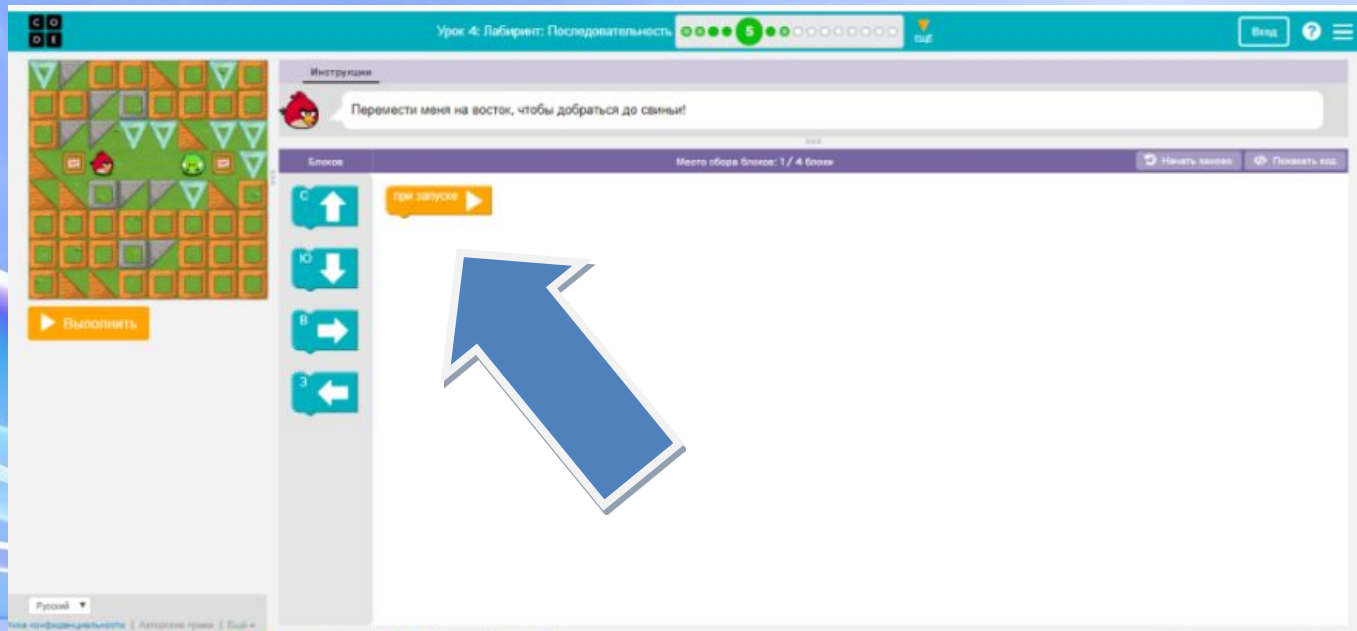 C O
D E
Урок 4: Лабиринт: Последовательность
5
ЕЩЁ
Вход
?
Инструкции
Перемести меня на восток, чтобы добраться до свиньи!
Блоков
Место сбора блоков: 1 / 4 блоки
Начать заново
Показать код
С
при запуске
Ю
В
З
Выполнить
Русский
конфиденциальности | Авторские права | Ещё